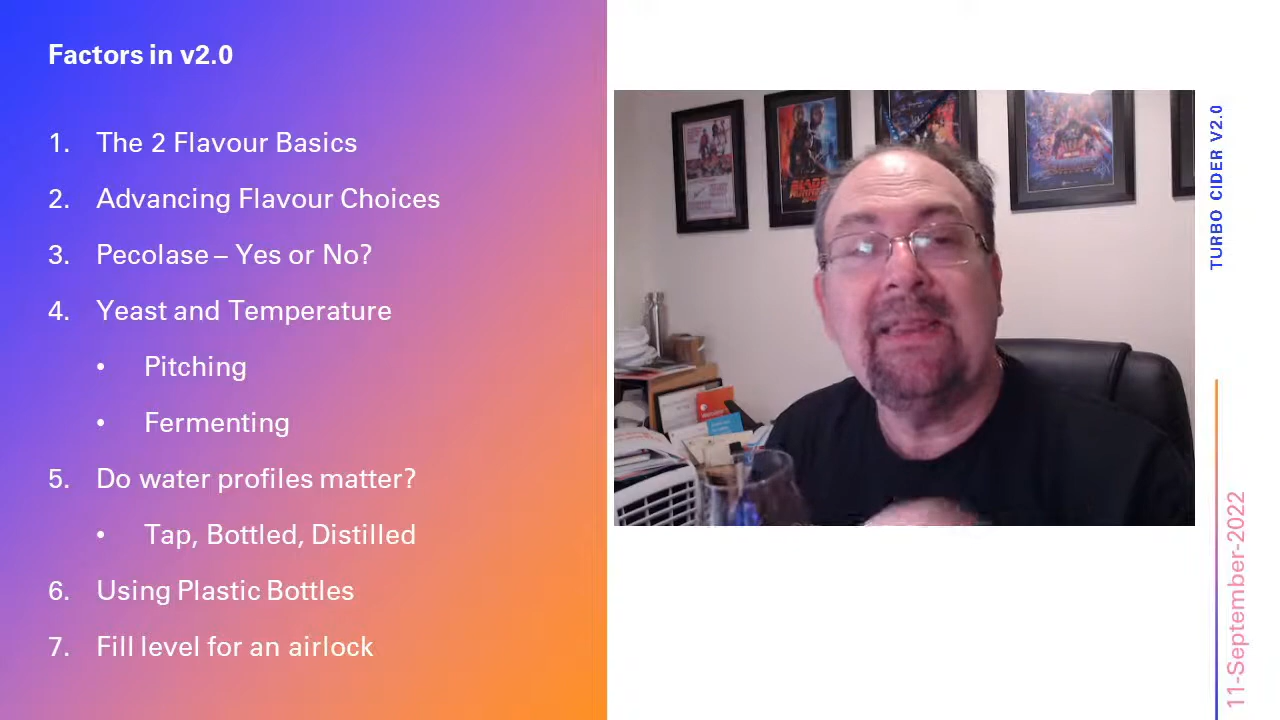 Factors in v2.0
1. The 2 Flavour Basics
2. Advancing Flavour Choices
3. Pecolase – Yes or No?
4. Yeast and Temperature
• Pitching
• Fermenting
5. Do water profiles matter?
• Tap, Bottled, Distilled
6. Using Plastic Bottles
7. Fill level for an airlock
TURBO CIDER V2.0
11-September-2022